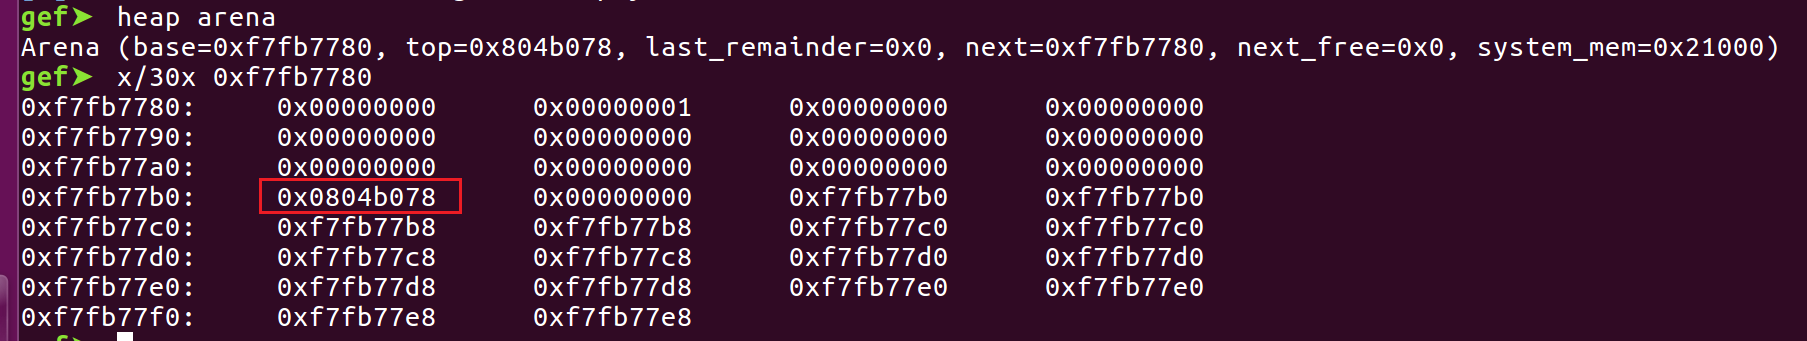 gef➤ heap arena
Arena (base=0xf7fb7780, top=0x804b078, last_remainder=0x0, next=0xf7fb7780, next_free=0x0, system_mem=0x21000)
gef➤ x/30x 0xf7fb7780
0xf7fb7780: 0x00000000 0x00000001 0x00000000 0x00000000
0xf7fb7790: 0x00000000 0x00000000 0x00000000 0x00000000
0xf7fb77a0: 0x00000000 0x00000000 0x00000000 0x00000000
0xf7fb77b0: 0x0804b078 0x00000000 0xf7fb77b0 0xf7fb77b0
0xf7fb77c0: 0xf7fb77b8 0xf7fb77b8 0xf7fb77c0 0xf7fb77c0
0xf7fb77d0: 0xf7fb77c8 0xf7fb77c8 0xf7fb77d0 0xf7fb77d0
0xf7fb77e0: 0xf7fb77d8 0xf7fb77d8 0xf7fb77e0 0xf7fb77e0
0xf7fb77f0: 0xf7fb77e8 0xf7fb77e8